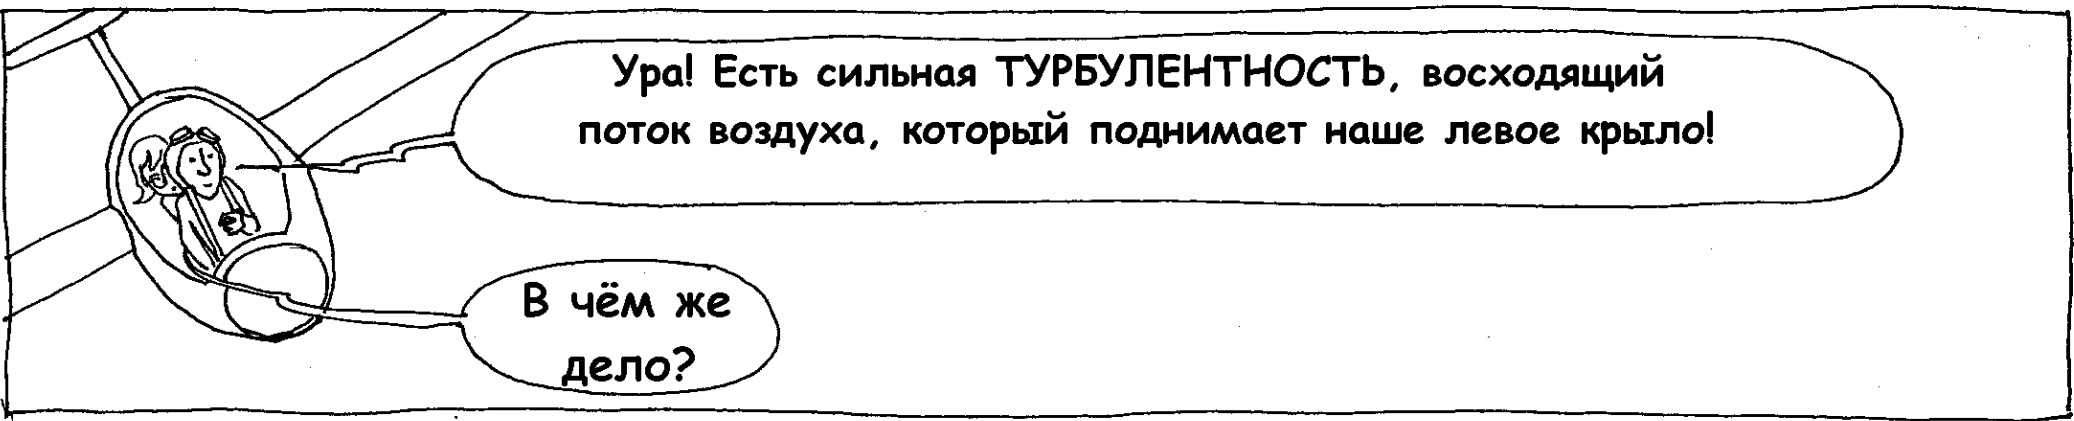 Ура! Есть сильная ТУРБУЛЕНТНОСТЬ, восходящий
поток воздуха, который поднимает наше левое крыло!
В чём же
дело?